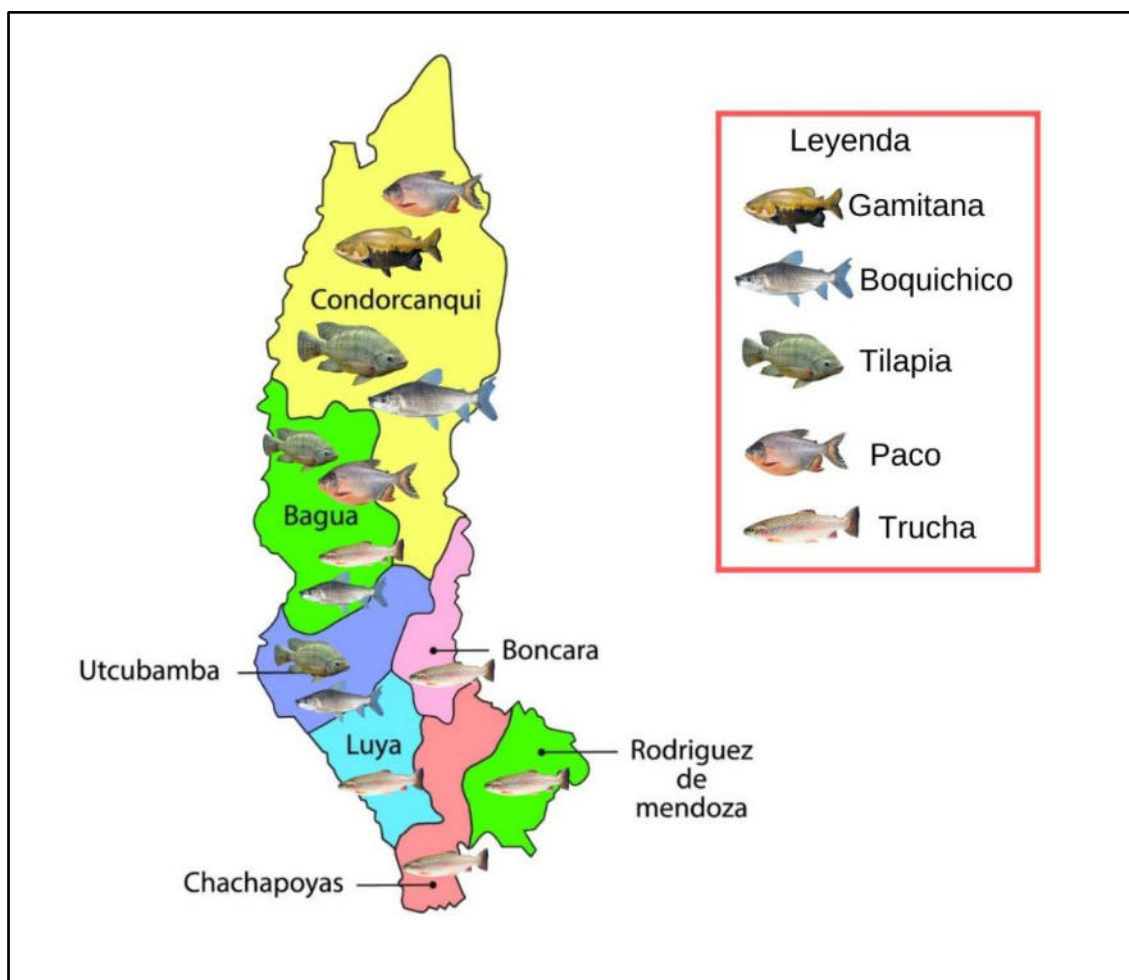 Leyenda
Gamitana
Boquichico
Tilapia
Paco
Trucha
Condorcanqui
Bagua
Utcubamba
Boncara
Luya
Rodriguez
de
mendoza
Chachapoyas